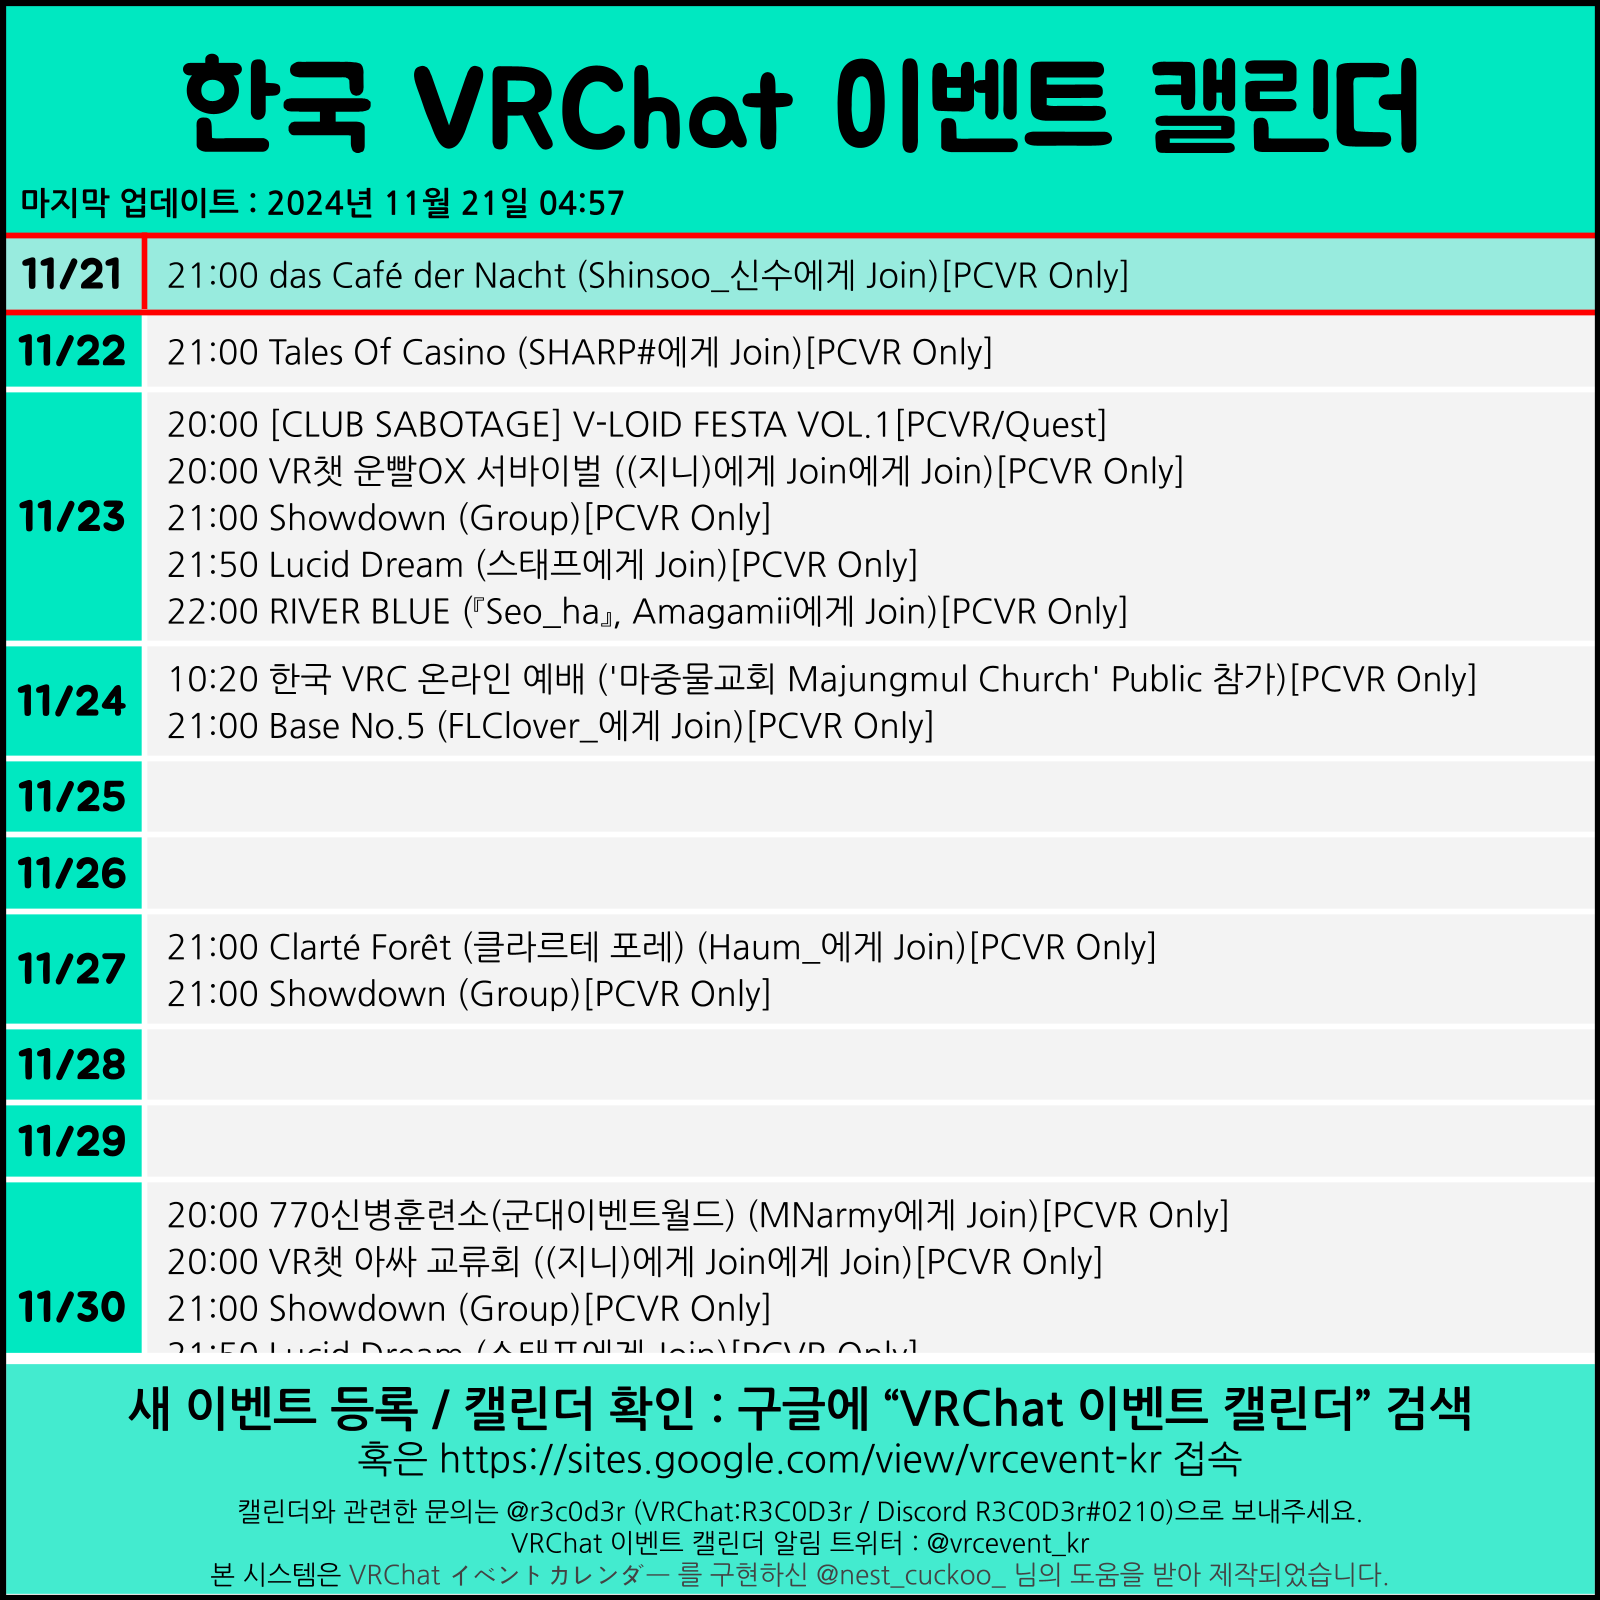 한국 VRChat 이벤트 캘린더
마지막 업데이트 : 2024년 11월 21일 04:57
11/21
21:00 das Café der Nacht (Shinsoo_신수에게 Join)[PCVR Only]
11/22
21:00 Tales Of Casino (SHARP#에게 Join)[PCVR Only]
11/23
20:00 [CLUB SABOTAGE] V-LOID FESTA VOL.1[PCVR/Quest]
20:00 VR챗 운빨OX 서바이벌 ((지니)에게 Join에게 Join)[PCVR Only]
21:00 Showdown (Group)[PCVR Only]
21:50 Lucid Dream (스태프에게 Join)[PCVR Only]
22:00 RIVER BLUE (『Seo_ha』, Amagamii에게 Join)[PCVR Only]
11/24
10:20 한국 VRC 온라인 예배 ('마중물교회 Majungmul Church' Public 참가)[PCVR Only]
21:00 Base No.5 (FLClover_에게 Join)[PCVR Only]
11/25
11/26
11/27
21:00 Clarté Forêt (클라르테 포레) (Haum_에게 Join)[PCVR Only]
21:00 Showdown (Group)[PCVR Only]
11/28
11/29
11/30
20:00 770신병훈련소(군대이벤트월드) (MNarmy에게 Join)[PCVR Only]
20:00 VR챗 아싸 교류회 ((지니)에게 Join에게 Join)[PCVR Only]
21:00 Showdown (Group)[PCVR Only]
21:50 Lucid Dream (스태프에게 Join)[PCVR Only]
새 이벤트 등록 / 캘린더 확인 : 구글에 “VRChat 이벤트 캘린더” 검색
혹은 https://sites.google.com/view/vrcevent-kr 접속
캘린더와 관련한 문의는 @r3c0d3r (VRChat:R3C0D3r / Discord R3C0D3r#0210)으로 보내주세요.
VRChat 이벤트 캘린더 알림 트위터 : @vrcevent_kr
본 시스템은 VRChat イベントカレンダー 를 구현하신 @nest_cuckoo_ 님의 도움을 받아 제작되었습니다.